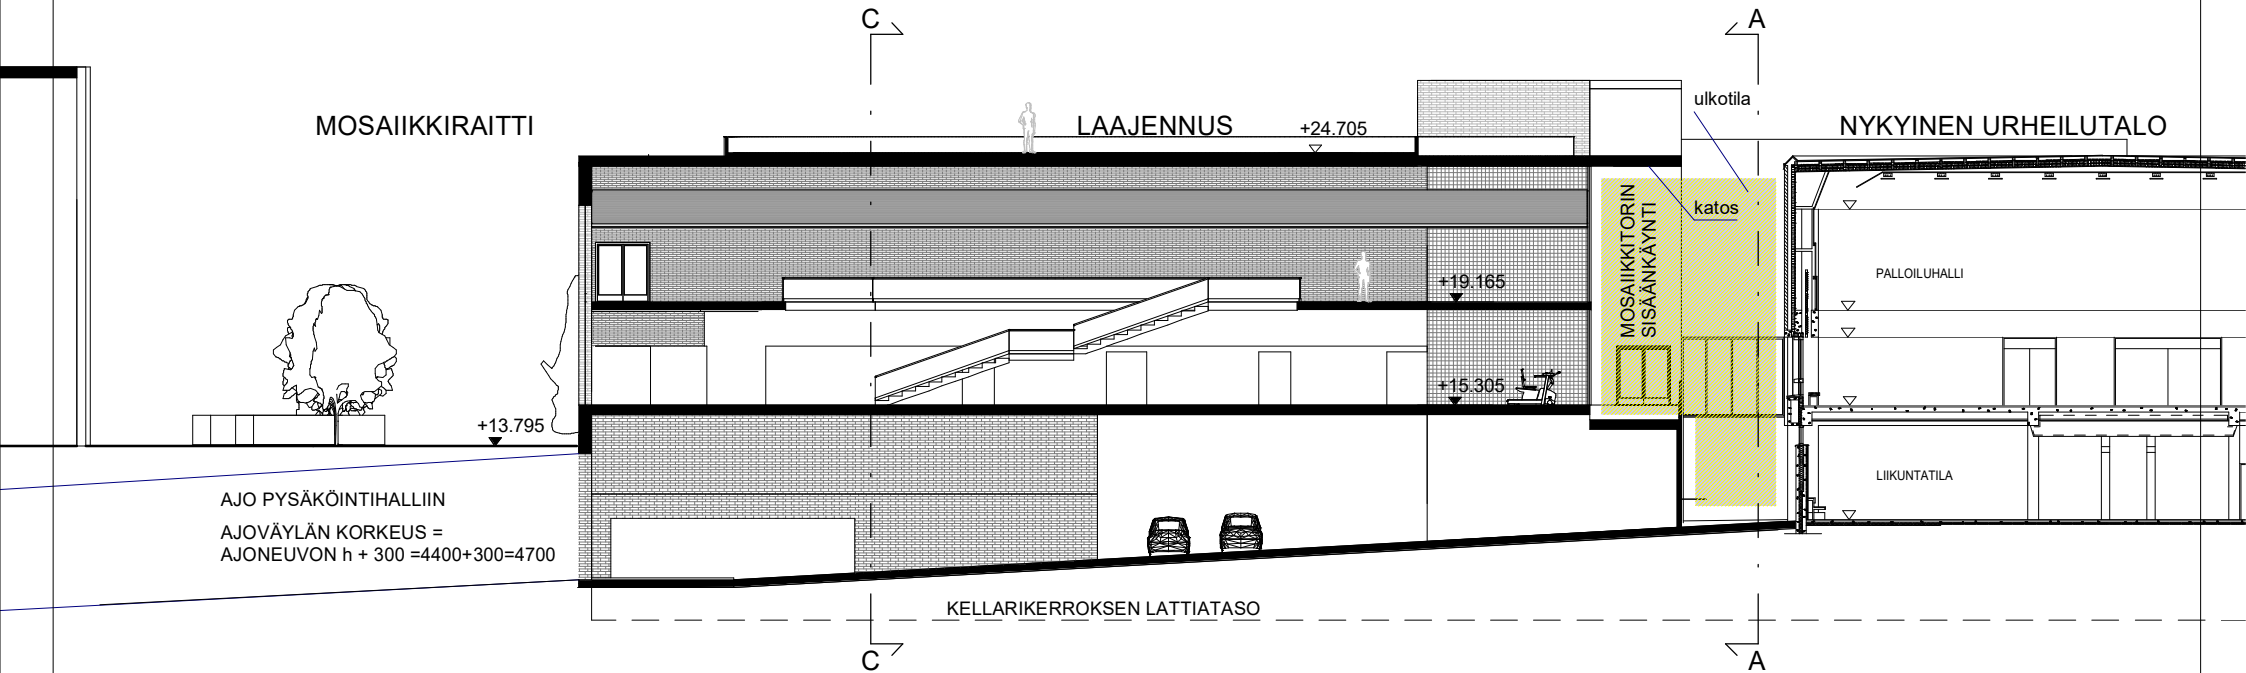 C
A
ulkotila
MOSAIIKKIRAITTI
LAAJENNUS
+24.705
NYKYINEN URHEILUTALO
MOSAIIKKITORIN
SISÄÄNKÄYNTI
katos
+19.165
PALLOILUHALLI
+15.305
+13.795
LIIKUNTATILA
AJO PYSÄKÖINTIHALLIIN
AJOVÄYLÄN KORKEUS =
AJONEUVON h + 300 =4400+300=4700
KELLARIKERROKSEN LATTIATASO
C
A